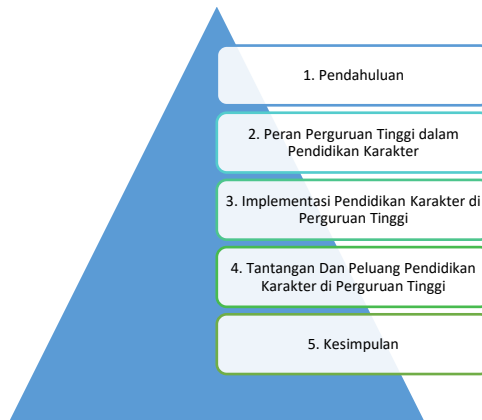 1. Pendahuluan
2. Peran Perguruan Tinggi dalam
Pendidikan Karakter
3. Implementasi Pendidikan Karakter di
Perguruan Tinggi
4. Tantangan Dan Peluang Pendidikan
Karakter di Perguruan Tinggi
5. Kesimpulan